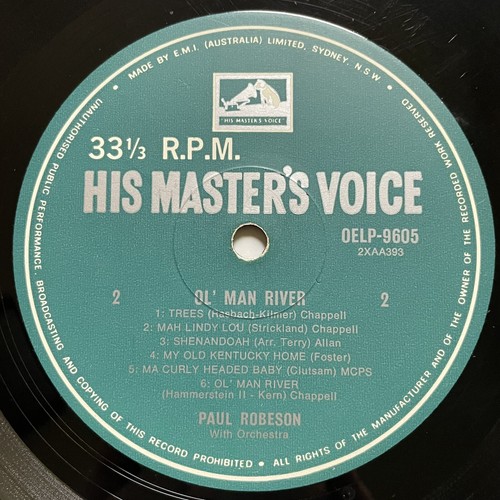 MADE BY E.M.I. (AUSTRALIA) LIMITED, SYDNEY, N.S.W.
"HIS MASTER'S VOICE"
33⅓ R.P.M.
HIS MASTER'S VOICE
OELP-9605
2XAA393
2 OL' MAN RIVER 2
1: TREES (Hasbach-Kilmer) Chappell
2: MAH LINDY LOU (Strickland) Chappell
3: SHENANDOAH (Arr. Terry) Allan
4: MY OLD KENTUCKY HOME (Foster)
5: MA CURLY HEADED BABY (Clutsam) MCPS
6: OL' MAN RIVER
(Hammerstein II - Kern) Chappell
PAUL ROBESON
With Orchestra
UNAUTHORISED PUBLIC PERFORMANCE, BROADCASTING AND COPYING OF THIS RECORD PROHIBITED • ALL RIGHTS OF THE MANUFACTURER AND OF THE OWNER OF THE RECORDED WORK RESERVED